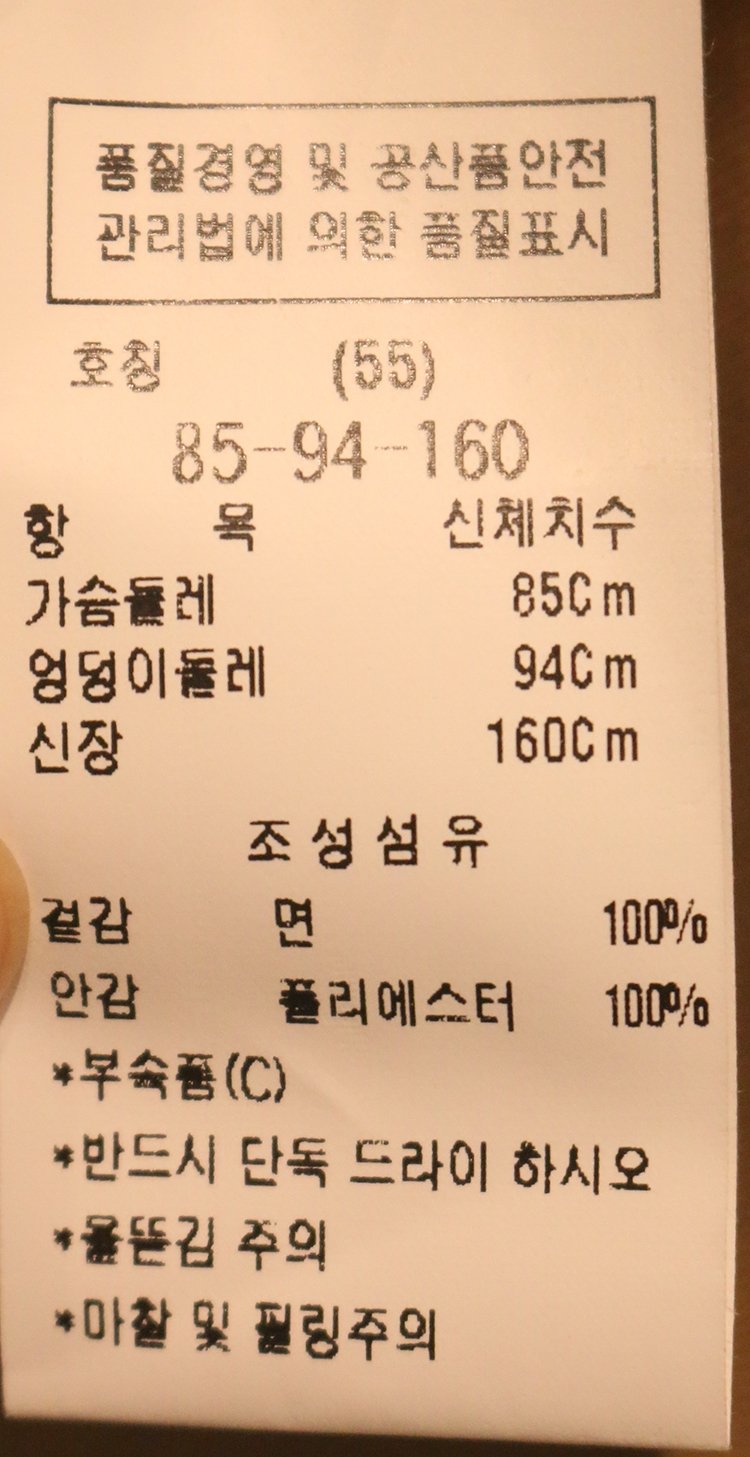 품질경영 및 공산품안전
관리법에 의한 품질표시
호칭 (55)
85-94-160
항 목 신체치수
가슴둘레 85Cm
엉덩이둘레 94Cm
신장 160Cm
조성섬유
겉감 면 100%
안감 폴리에스터 100%
*부속품(C)
*반드시 단독 드라이 하시오
*올뜯김 주의
*마찰 및 필링주의